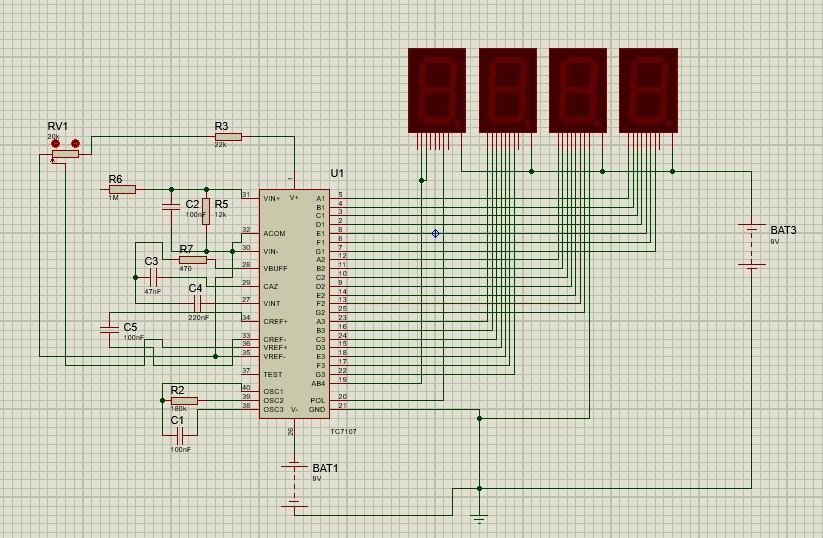 RV1
20k
R3
22k
R6
1M
C2
100nF
R5
12k
R7
470
C3
47nF
C4
220nF
C5
100nF
R2
180k
C1
100nF
U1
TC7107
1
V+
31 VIN+
32 ACOM
30 VIN-
28 VBUFF
29 CAZ
27 VINT
34 CREF+
33 CREF-
36 VREF+
35 VREF-
37 TEST
40 OSC1
39 OSC2
38 OSC3
V-
26
A1 5
B1 4
C1 3
D1 2
E1 8
F1 6
G1 7
A2 12
B2 11
C2 10
D2 9
E2 14
F2 13
G2 25
A3 23
B3 16
C3 24
D3 15
E3 18
F3 17
G3 22
AB4 19
POL 20
GND 21
BAT1
9V
BAT3
9V